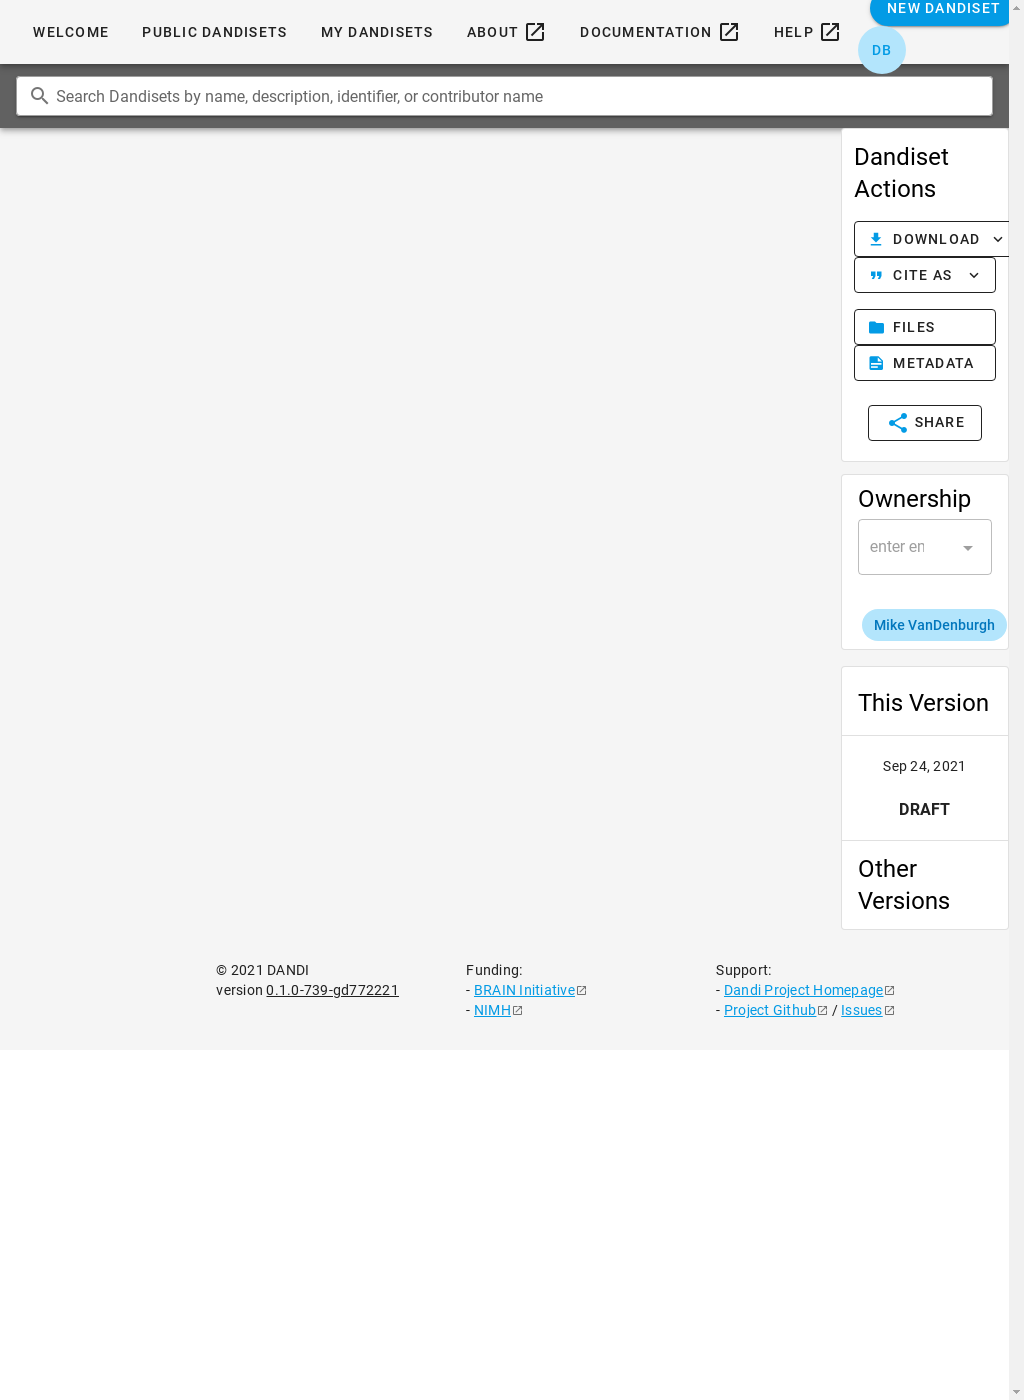 WELCOME
PUBLIC DANDISETS
MY DANDISETS
ABOUT
DOCUMENTATION
HELP
NEW DANDISET
DB
Search Dandisets by name, description, identifier, or contributor name
Dandiset
Actions
DOWNLOAD
CITE AS
FILES
METADATA
SHARE
Ownership
enter en
Mike VanDenburgh
This Version
Sep 24, 2021
DRAFT
Other
Versions
© 2021 DANDI
version 0.1.0-739-gd772221
Funding:
- BRAIN Initiative
- NIMH
Support:
- Dandi Project Homepage
- Project Github / Issues